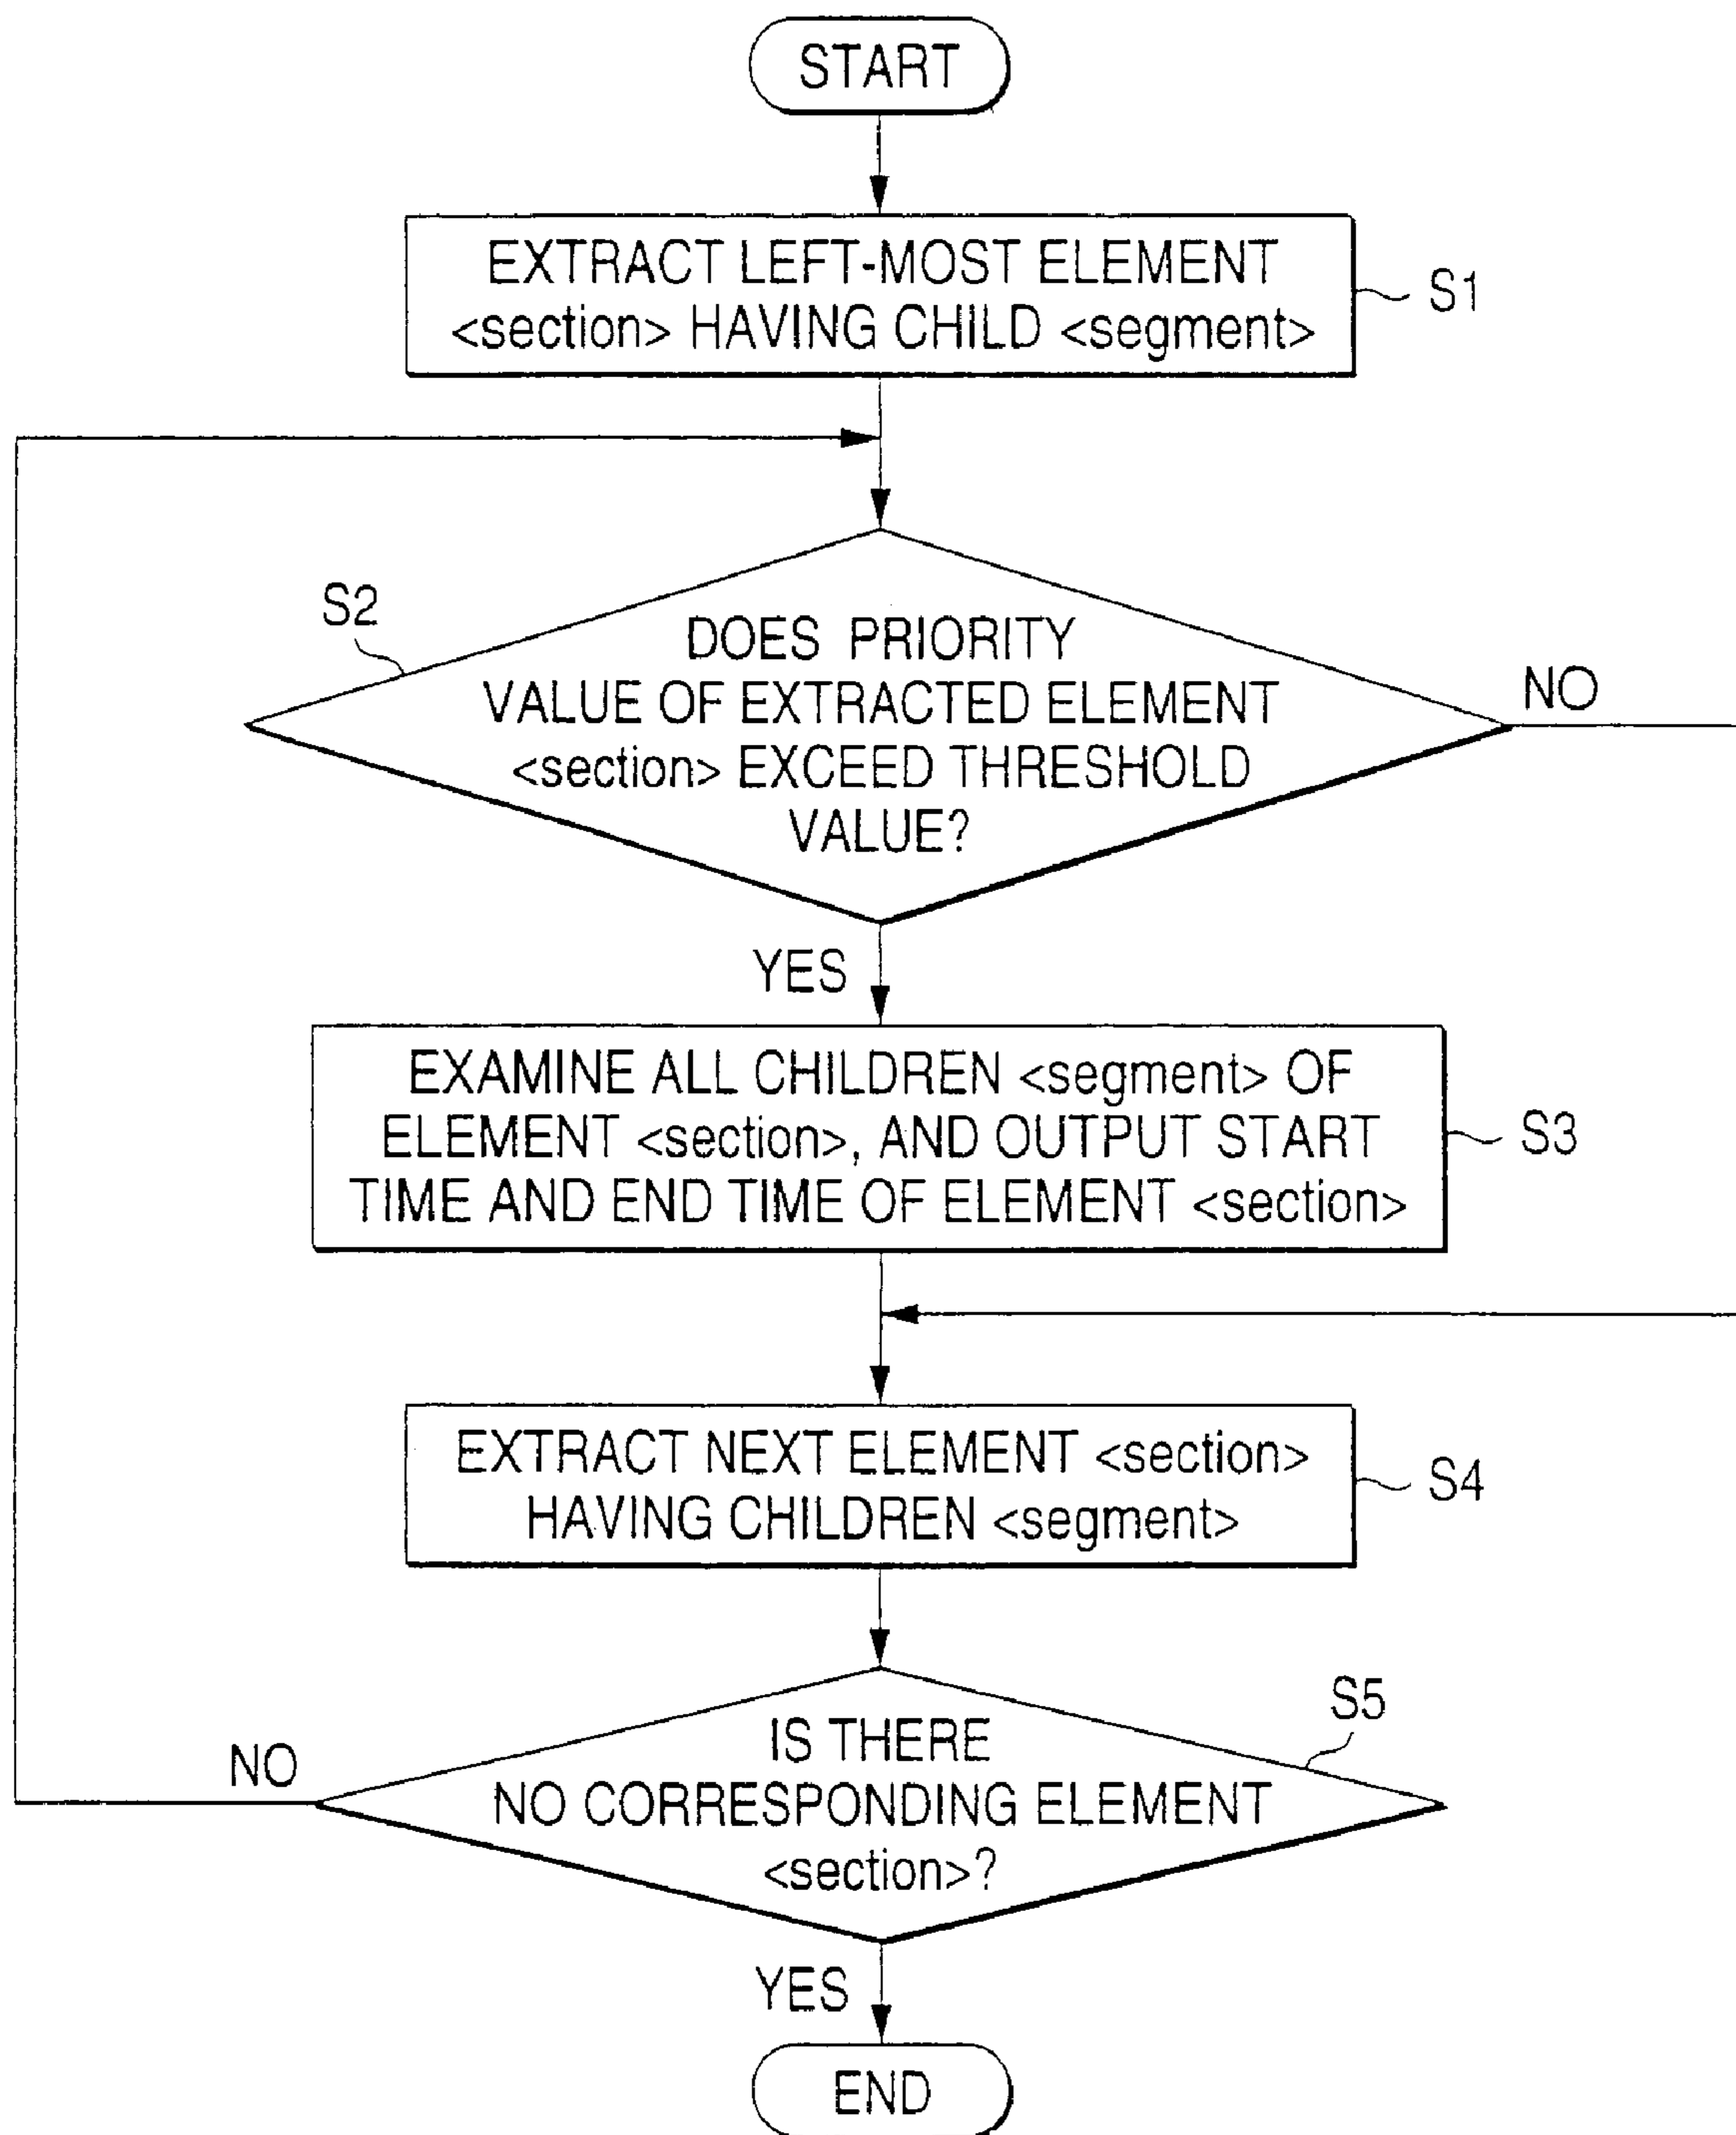 START
EXTRACT LEFT-MOST ELEMENT
<section> HAVING CHILD <segment>
S1
S2
DOES PRIORITY
VALUE OF EXTRACTED ELEMENT
<section> EXCEED THRESHOLD
VALUE?
NO
YES
EXAMINE ALL CHILDREN <segment> OF
ELEMENT <section>, AND OUTPUT START
TIME AND END TIME OF ELEMENT <section>
S3
EXTRACT NEXT ELEMENT <section>
HAVING CHILDREN <segment>
S4
S5
IS THERE
NO CORRESPONDING ELEMENT
<section>?
NO
YES
END